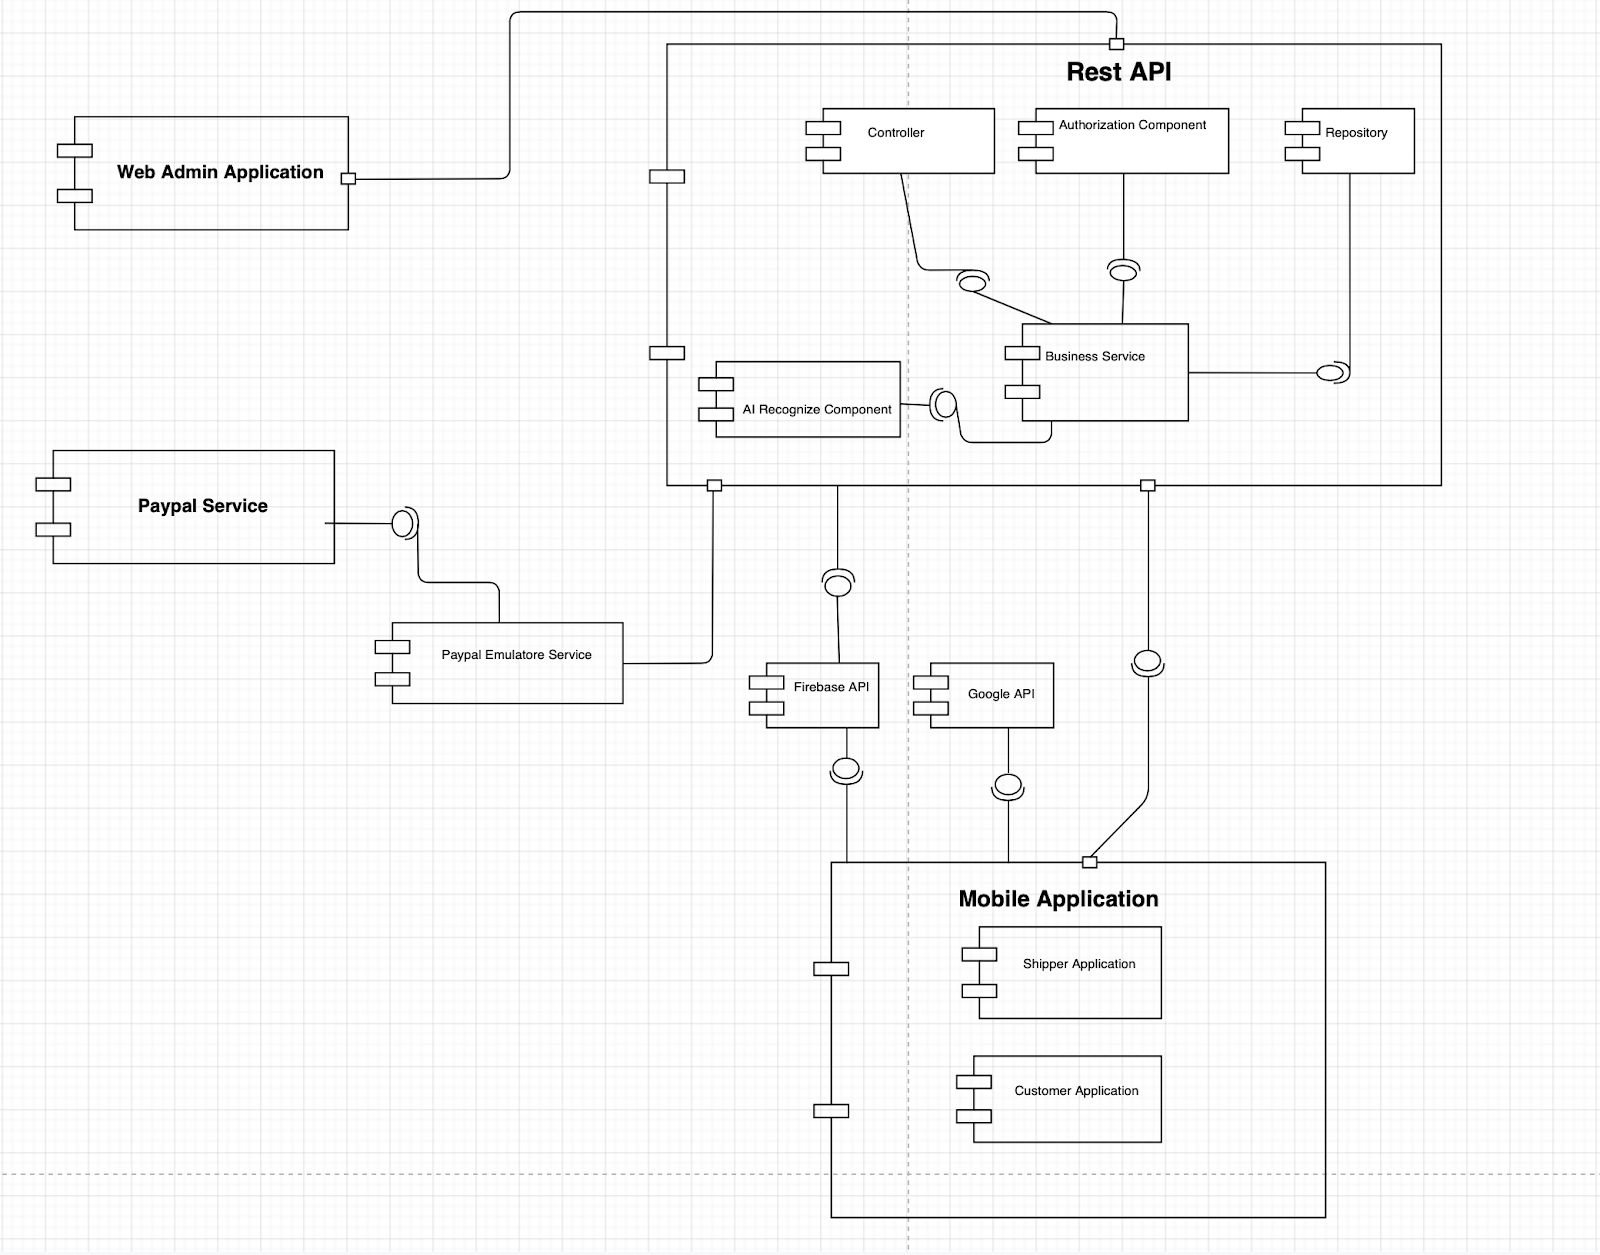 Rest API
Controller
Authorization Component
Repository
Web Admin Application
Business Service
AI Recognize Component
Paypal Service
Paypal Emulatore Service
Firebase API
Google API
Mobile Application
Shipper Application
Customer Application